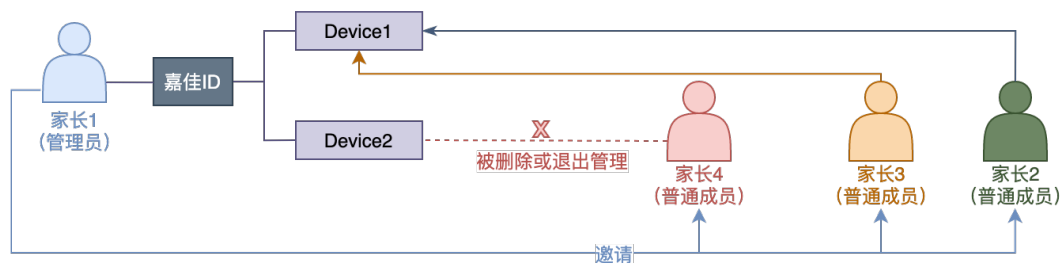 Device1
嘉佳ID
家长1
（管理员）
Device2
X
被删除或退出管理
家长4
（普通成员）
家长3
（普通成员）
家长2
（普通成员）
邀请